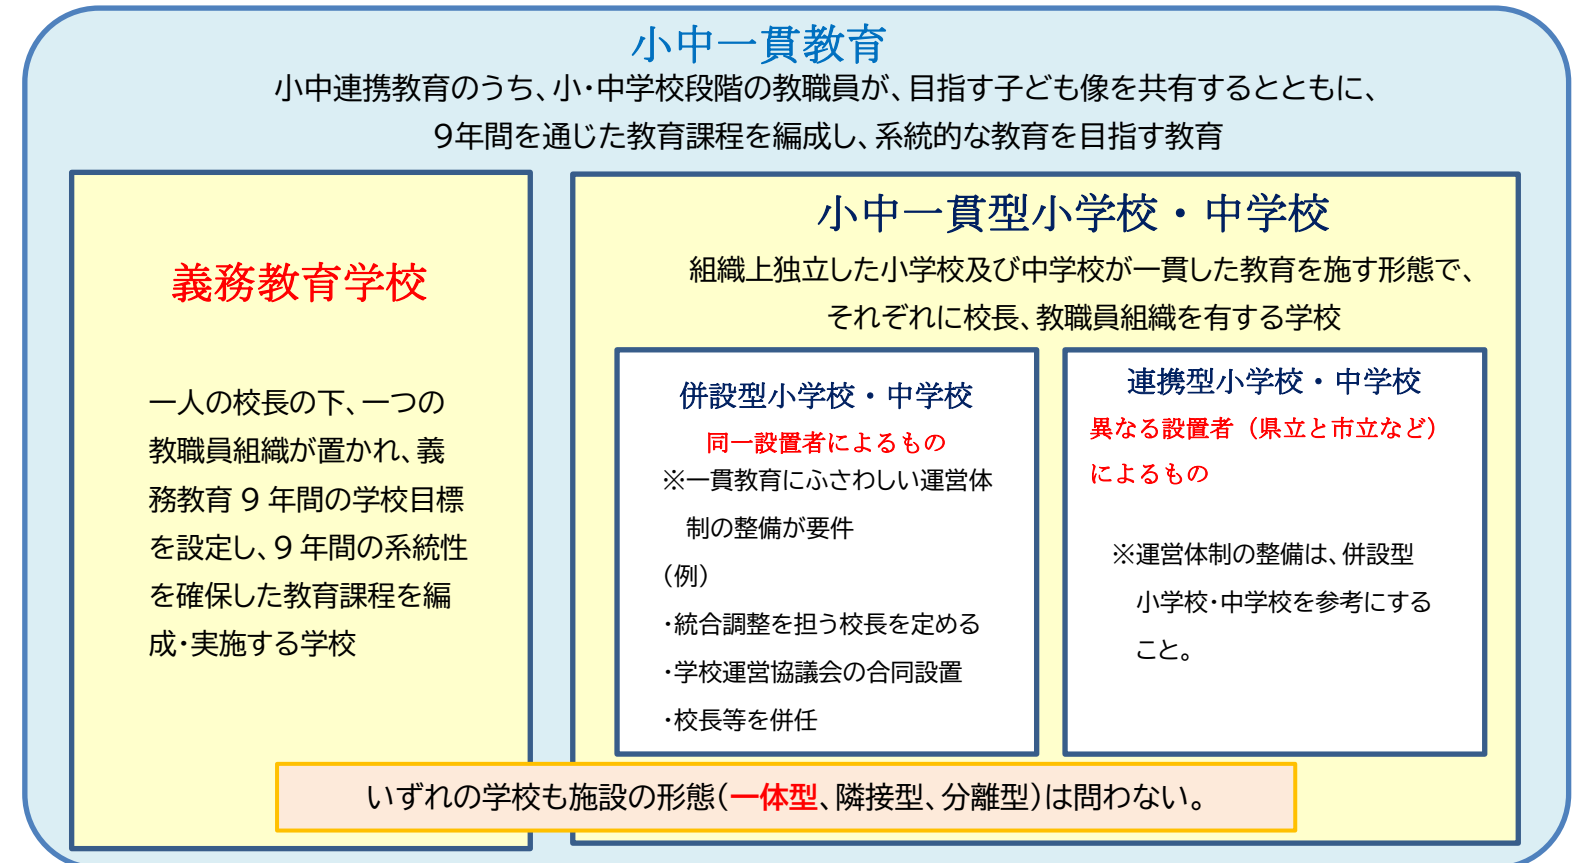 小中一貫教育
小中連携教育のうち、小・中学校段階の教職員が、目指す子ども像を共有するとともに、
9年間を通じた教育課程を編成し、系統的な教育を目指す教育
義務教育学校
一人の校長の下、一つの
教職員組織が置かれ、義
務教育 9 年間の学校目標
を設定し、9 年間の系統性
を確保した教育課程を編
成・実施する学校
小中一貫型小学校・中学校
組織上独立した小学校及び中学校が一貫した教育を施す形態で、
それぞれに校長、教職員組織を有する学校
併設型小学校・中学校
同一設置者によるもの
※一貫教育にふさわしい運営体
制の整備が要件
（例）
・統合調整を担う校長を定める
・学校運営協議会の合同設置
・校長等を併任
連携型小学校・中学校
異なる設置者（県立と市立など）
によるもの
※運営体制の整備は、併設型
小学校・中学校を参考にする
こと。
いずれの学校も施設の形態（一体型、隣接型、分離型）は問わない。